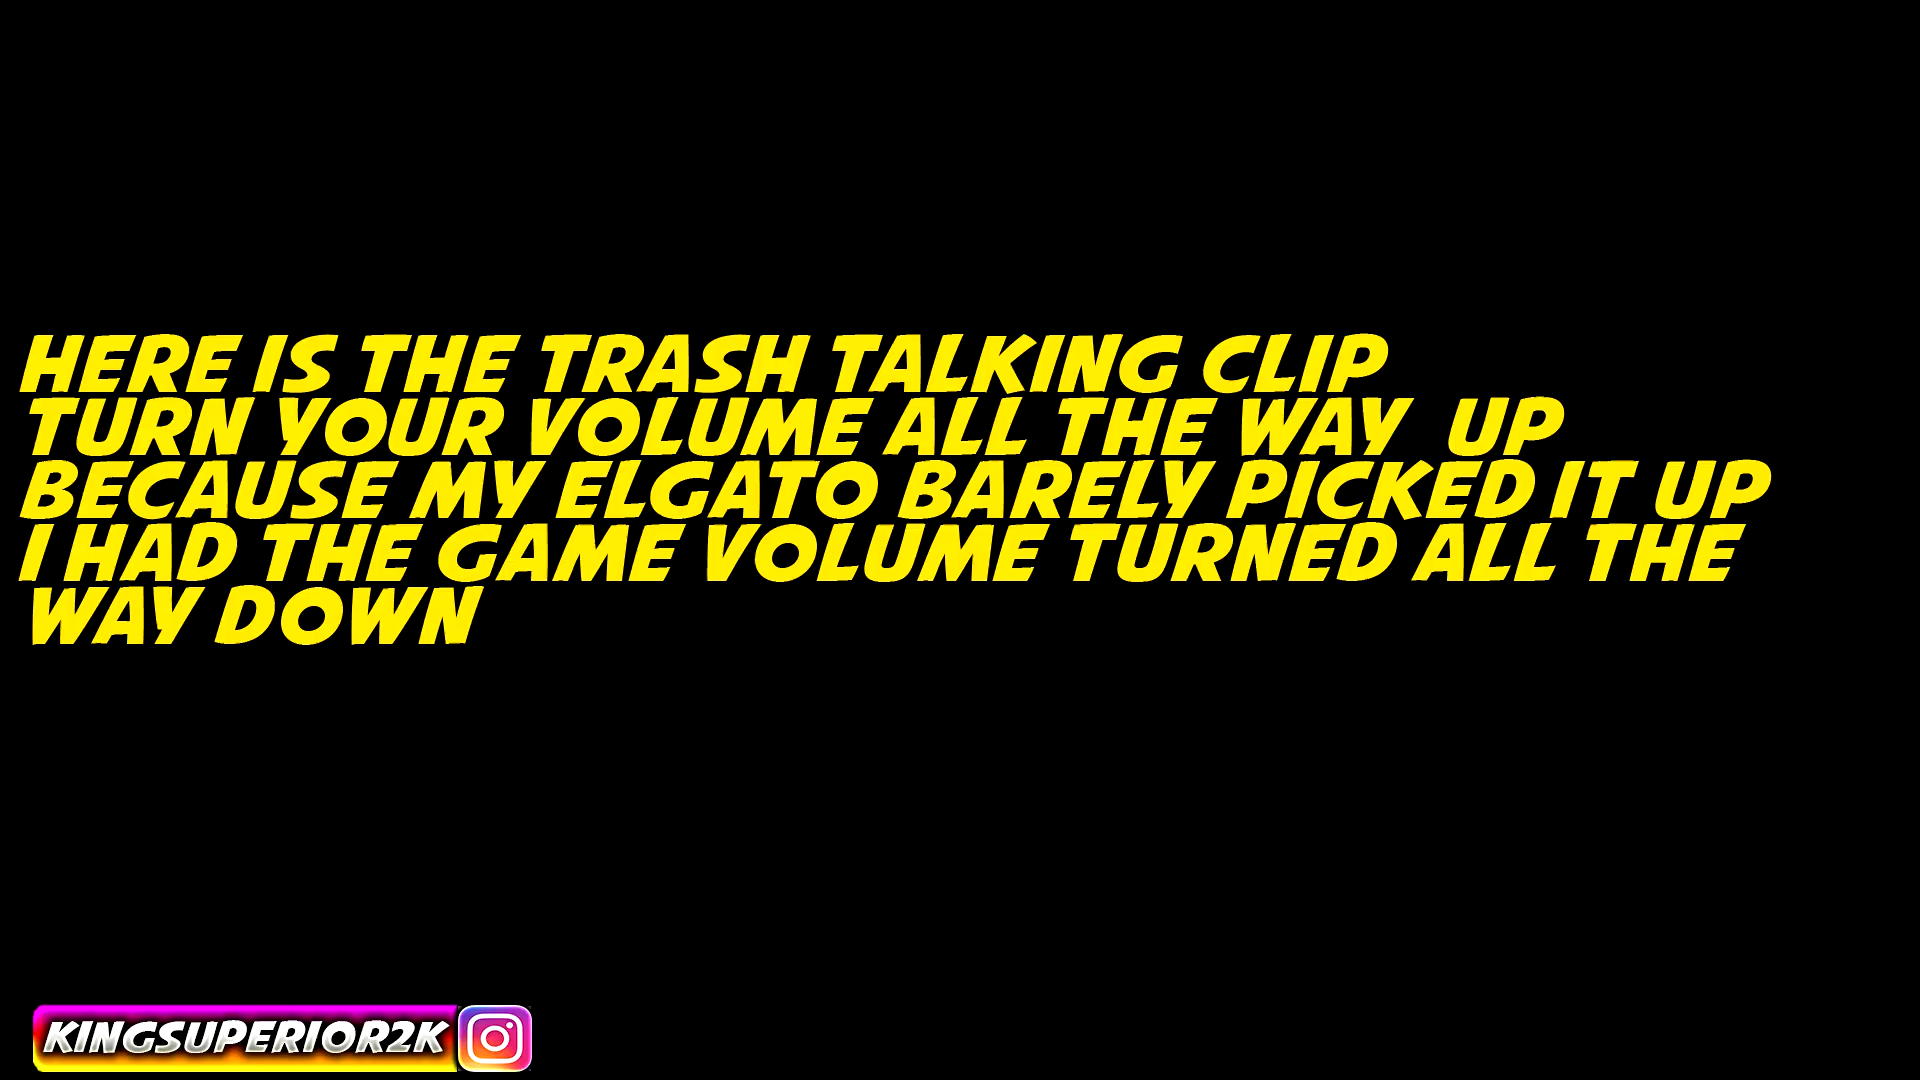 HERE IS THE TRASH TALKING CLIP
TURN YOUR VOLUME ALL THE WAY  UP
BECAUSE MY ELGATO BARELY PICKED IT UP
I HAD THE GAME VOLUME TURNED ALL THE
WAY DOWN
KINGSUPERIOR2K